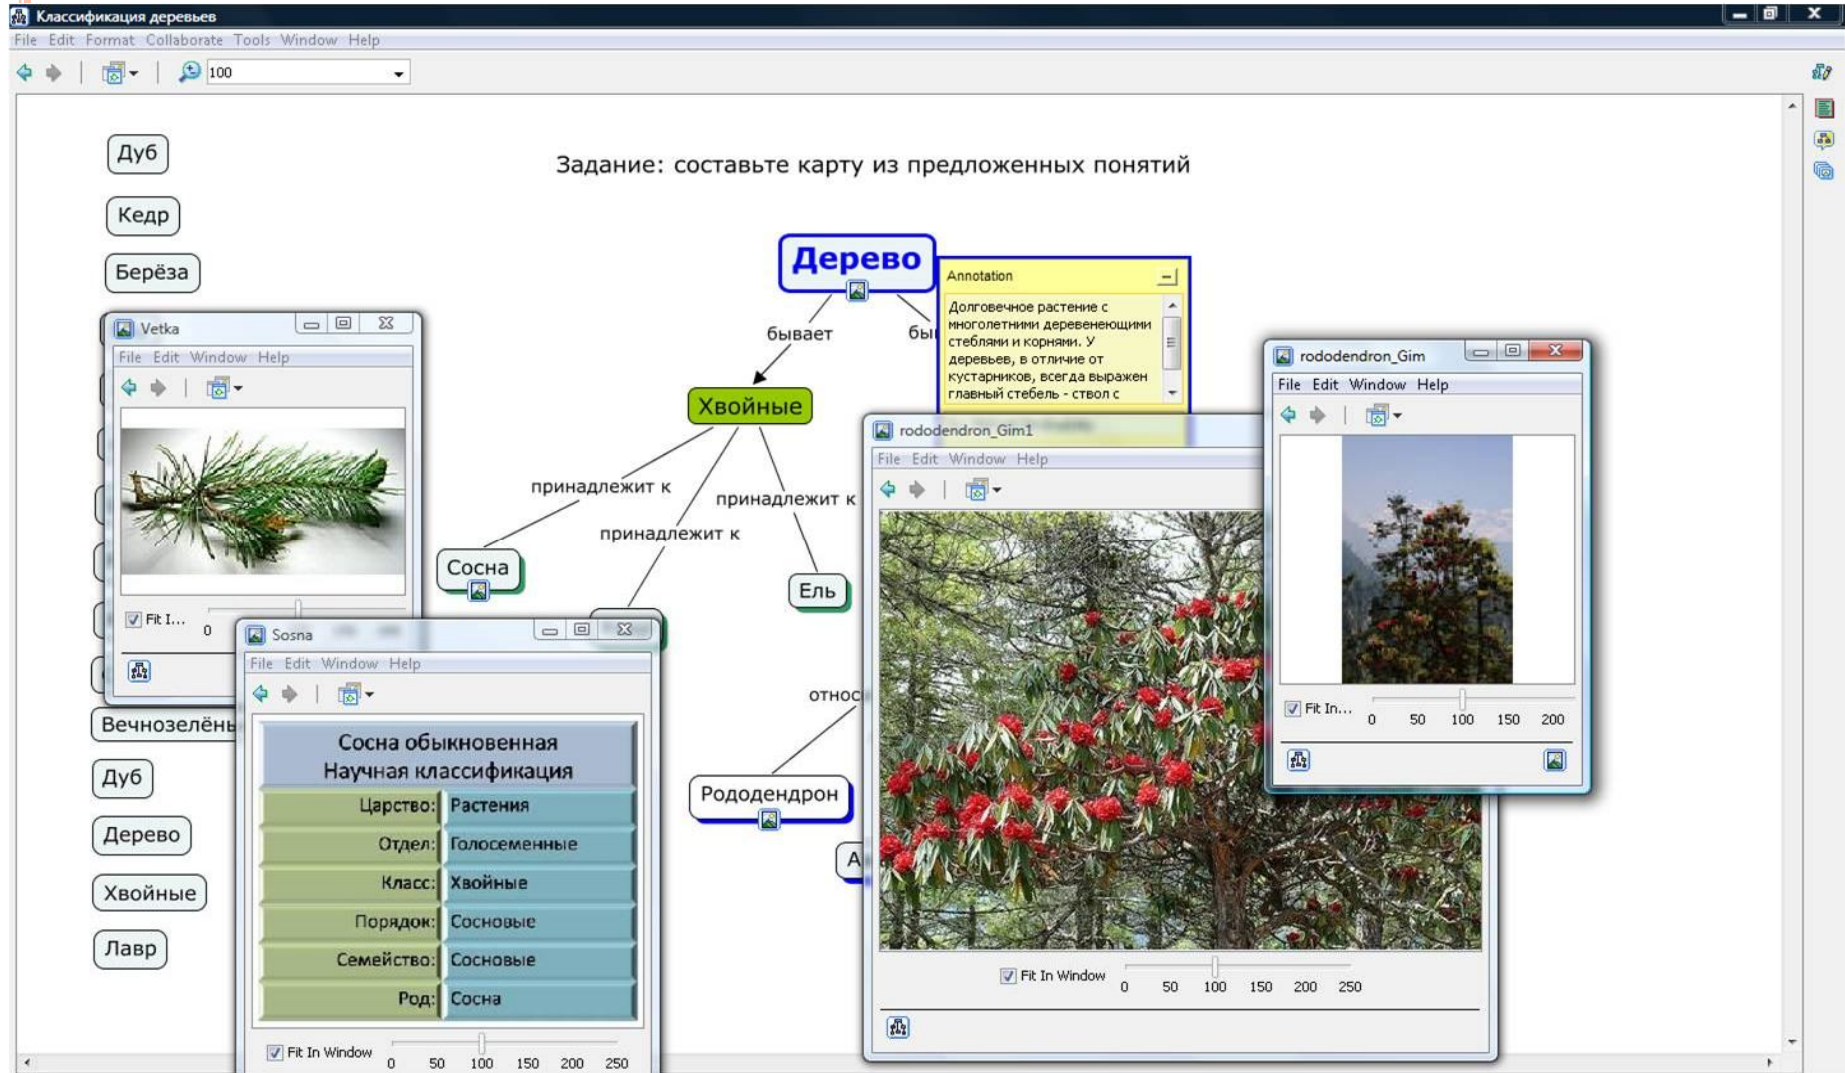 Классификация деревьев
File Edit Format Collaborate Tools Window Help
100
Задание: составьте карту из предложенных понятий
Дуб
Кедр
Берёза
Дерево
бывает
Annotation
Долговечное растение с
многолетними деревенеющими
стеблями и корнями. У
деревьев, в отличие от
кустарников, всегда выражен
главный стебель - ствол с
Хвойные
принадлежит к
принадлежит к
принадлежит к
Сосна
Ель
Рододендрон
Vetka
File Edit Window Help
Fit I...
0
Дуб
Дерево
Хвойные
Лавр
Sosna
File Edit Window Help
Сосна обыкновенная
Научная классификация
Царство: Растения
Отдел: Голосеменные
Класс: Хвойные
Порядок: Сосновые
Семейство: Сосновые
Род: Сосна
Fit In Window
0 50 100 150 200 250
rododendron_Gim1
File Edit Window Help
Fit In Window
0 50 100 150 200 250
rododendron_Gim
File Edit Window Help
Fit In...
0 50 100 150 200